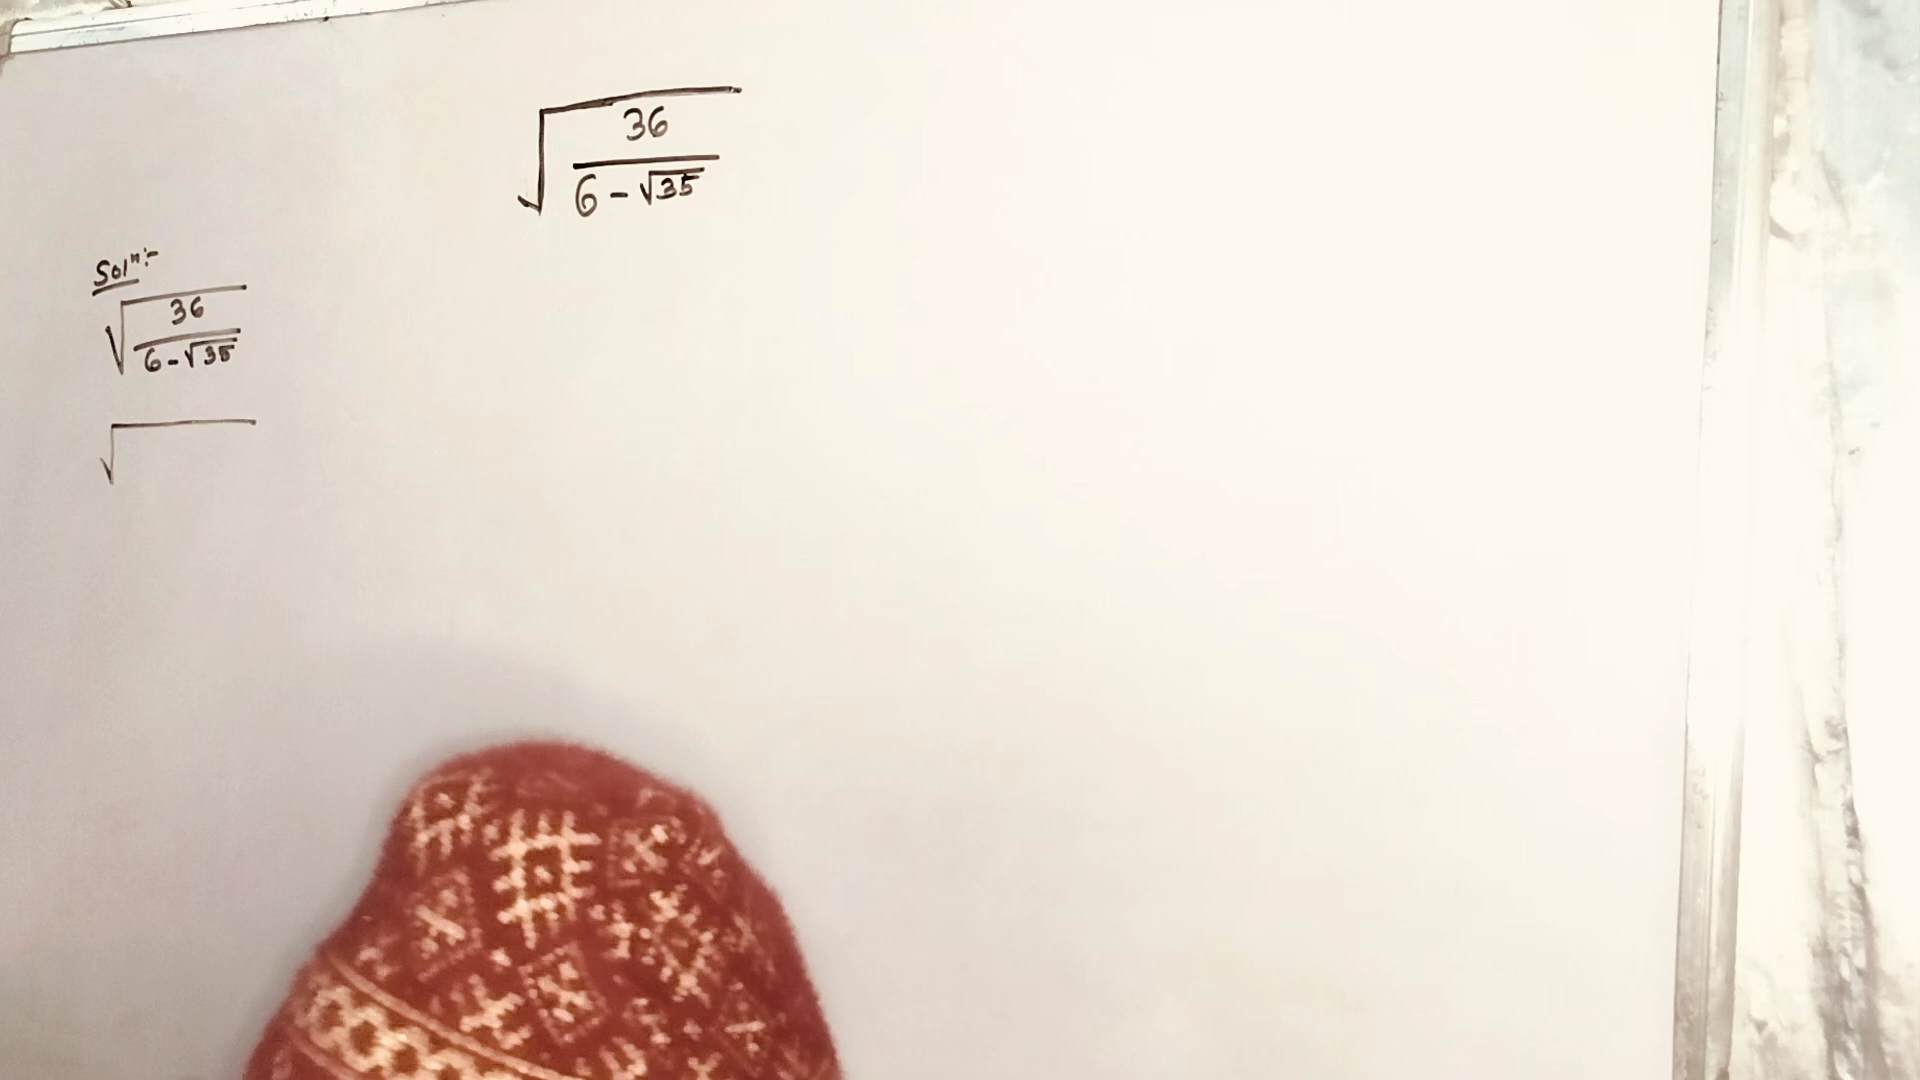 √(36/(6-√35))
Solⁿ:-
√(36/(6-√35))
√